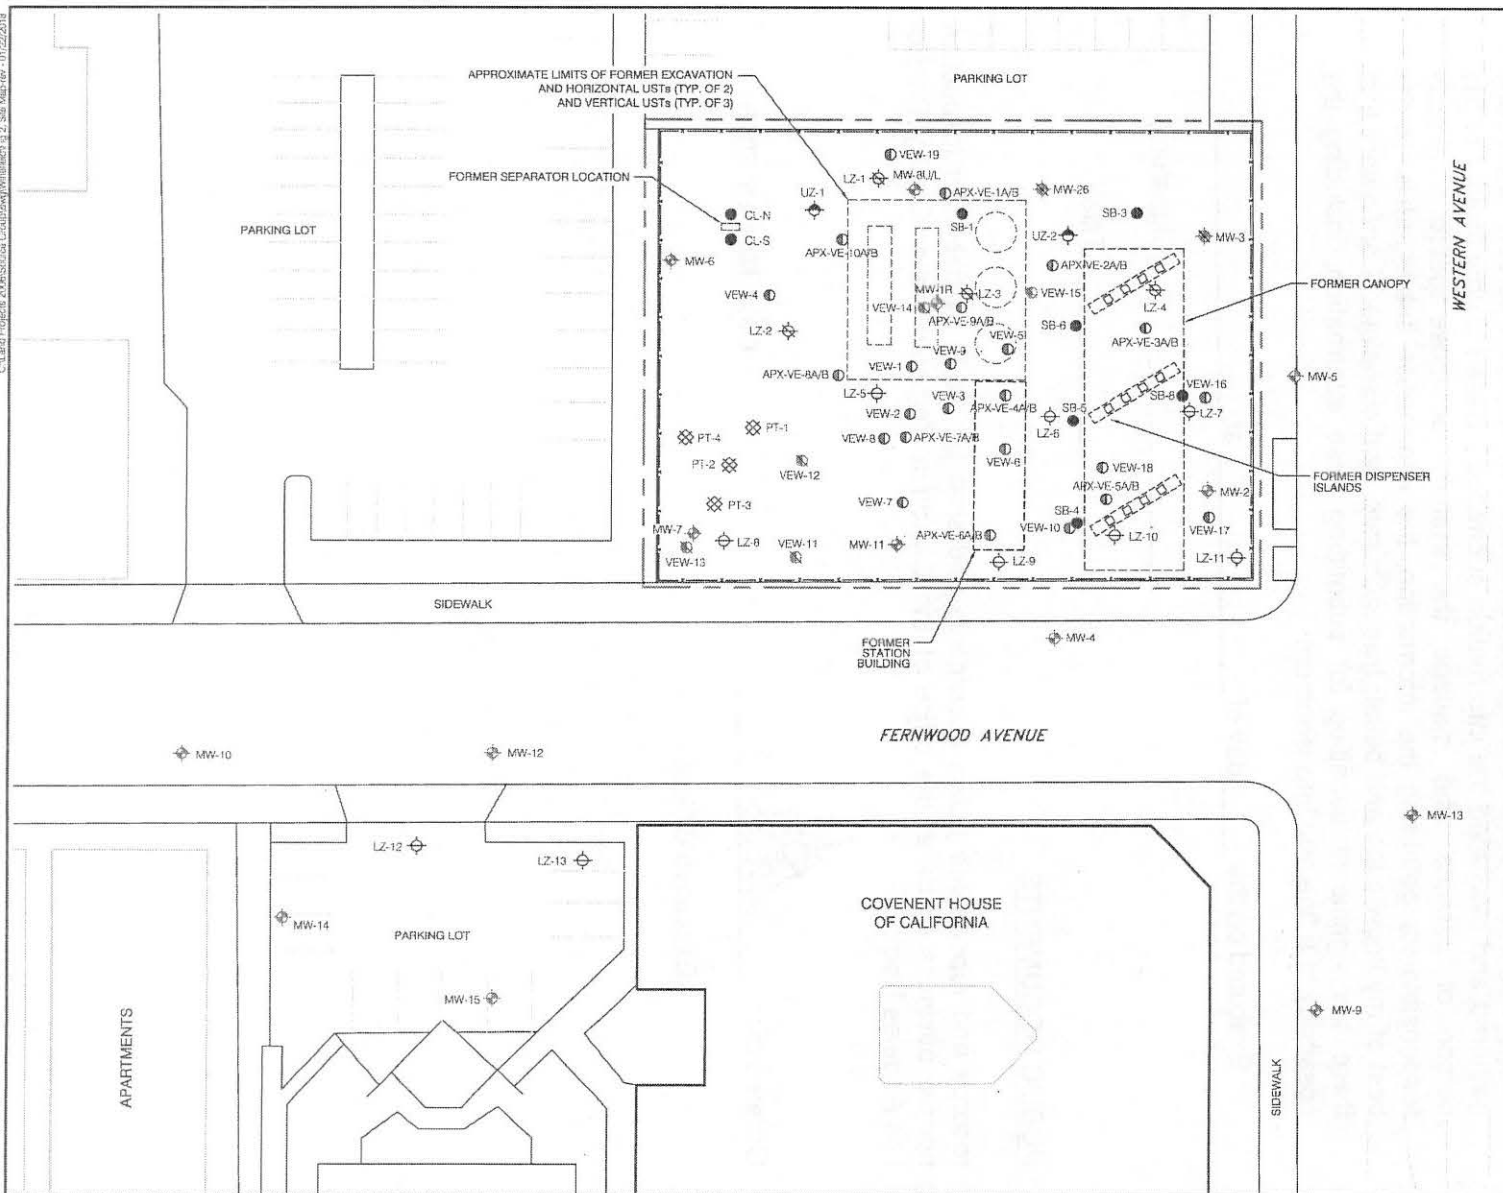 APPROXIMATE LIMITS OF FORMER EXCAVATION
AND HORIZONTAL USTs (TYP. OF 2)
AND VERTICAL USTs (TYP. OF 3)
PARKING LOT
FORMER SEPARATOR LOCATION
PARKING LOT
WESTERN AVENUE
FORMER CANOPY
FORMER DISPENSER
ISLANDS
VEW-19
LZ-1
MW-8U/L
UZ-1
APX-VE-1A/B
MW-26
CL-N
SB-1
SB-3
CL-S
APX-VE-10A/B
UZ-2
MW-3
MW-6
APX-VE-2A/B
VEW-4
MW-1R
LZ-3
VEW-15
LZ-4
VEW-14
APX-VE-9A/B
LZ-2
SB-6
APX-VE-3A/B
VEW-5
VEW-9
VEW-1
APX-VE-8A/B
MW-5
LZ-5
VEW-3
APX-VE-4A/B
SB-8
VEW-16
VEW-2
LZ-6
SB-5
LZ-7
PT-1
PT-4
VEW-8
APX-VE-7A/B
VEW-6
PT-2
VEW-12
VEW-18
PT-3
VEW-7
APX-VE-5A/B
MW-2
MW-7
SB-4
VEW-10
VEW-17
LZ-8
MW-11
APX-VE-6A/B
LZ-10
VEW-13
VEW-11
LZ-9
LZ-11
SIDEWALK
MW-4
FORMER
STATION
BUILDING
FERNWOOD AVENUE
MW-10
MW-12
MW-13
LZ-12
LZ-13
MW-14
PARKING LOT
COVENENT HOUSE
OF CALIFORNIA
MW-15
MW-9
APARTMENTS
SIDEWALK